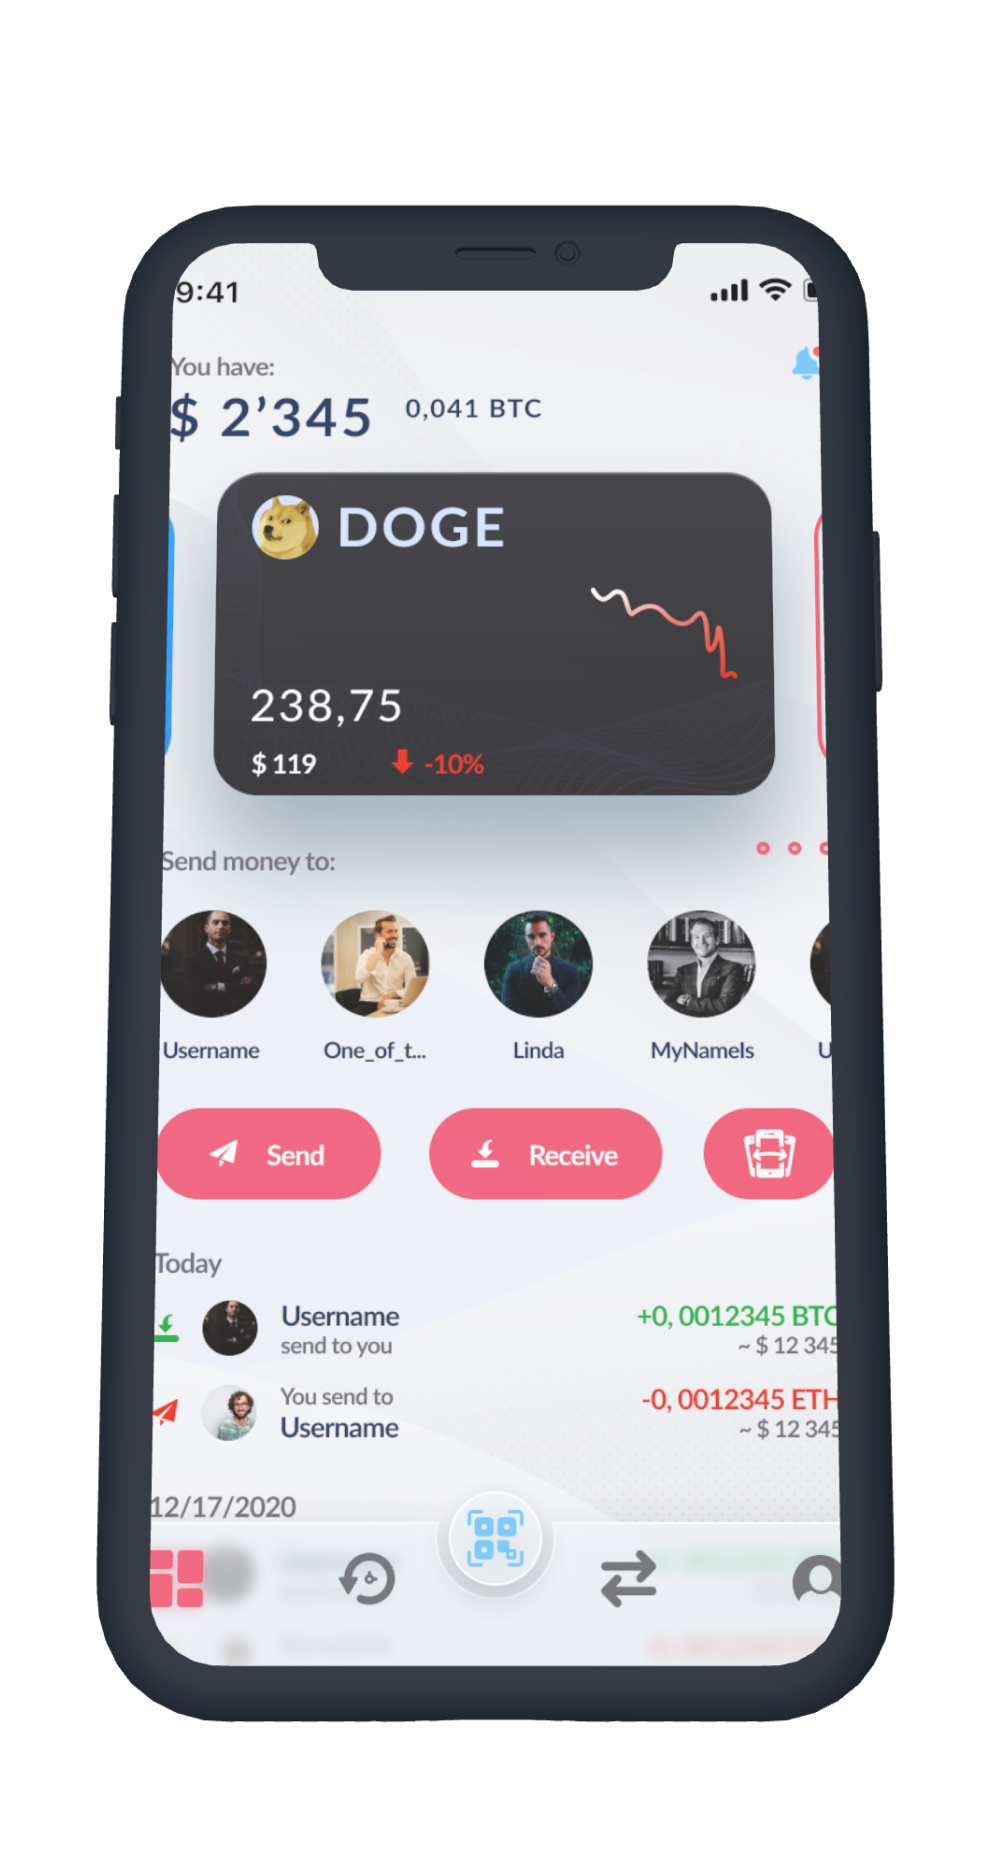 9:41
You have:
$ 2’345 0,041 BTC
DOGE
238,75
$ 119 -10%
Send money to:
Username One_of_t... Linda MyNameIs U
Send Receive
Today
Username +0, 0012345 BTC
send to you ~ $ 12 345
You send to -0, 0012345 ETH
Username ~ $ 12 345
12/17/2020